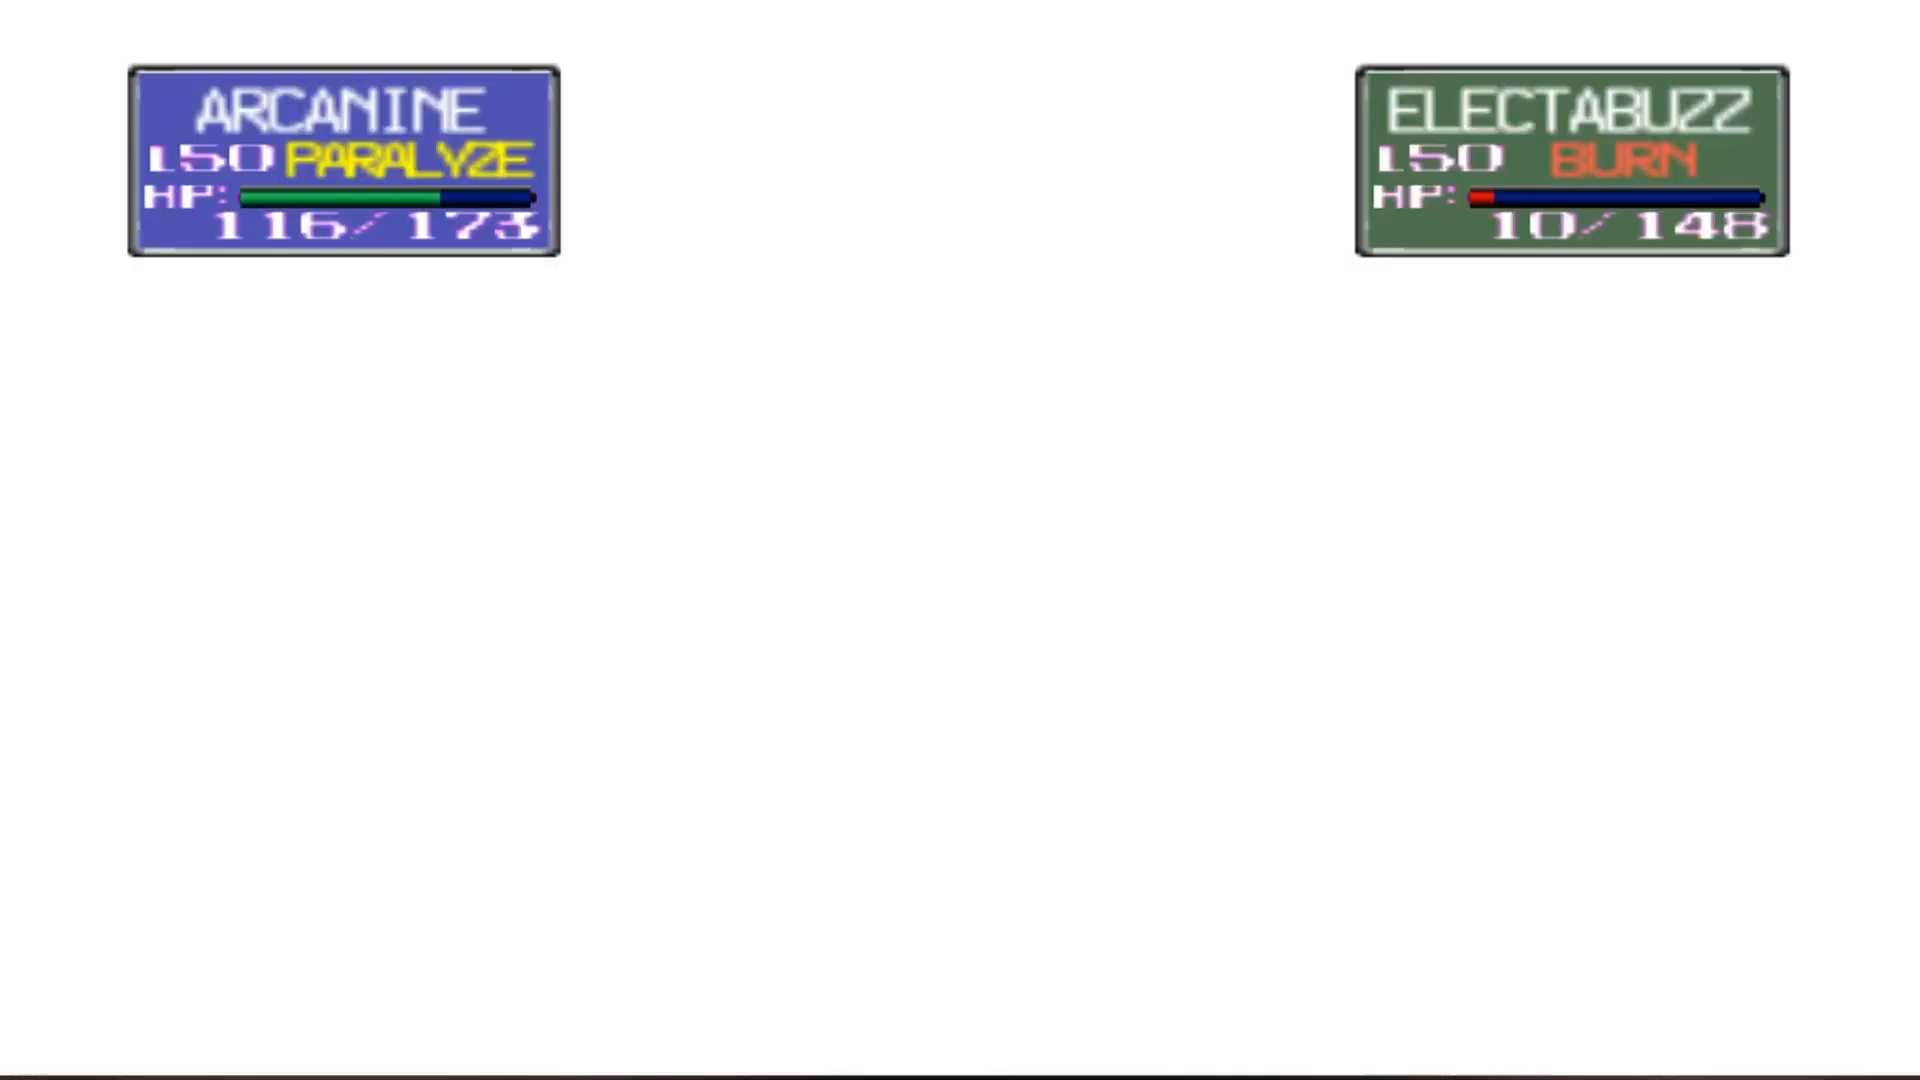 ARCANINE
L50 PARALYZE
HP:
116/173
ELECTABUZZ
L50 BURN
HP:
10/148